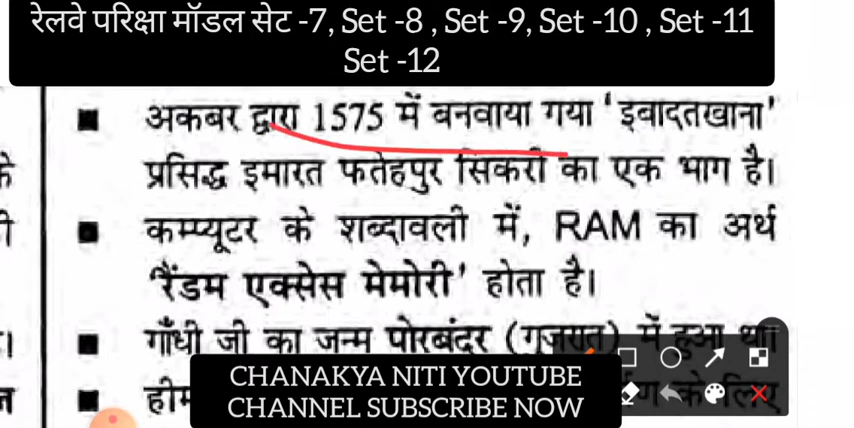 रेलवे परिक्षा मॉडल सेट -7, Set -8 , Set -9, Set -10 , Set -11
Set -12
■ अकबर द्वारा 1575 में बनवाया गया 'इवादतखाना'
प्रसिद्ध इमारत फतेहपुर सिकरी का एक भाग है।
■ कम्प्यूटर के शब्दावली में, RAM का अर्थ
'रैंडम एक्सेस मेमोरी' होता है।
■ गाँधी जी का जन्म पोरबंदर (गुजरात) में हुआ था
CHANAKYA NITI YOUTUBE
CHANNEL SUBSCRIBE NOW